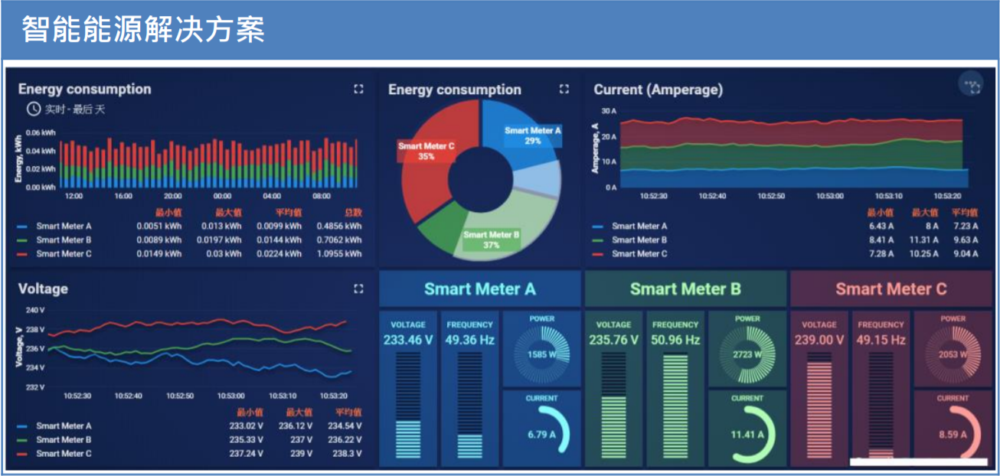 智能能源解决方案
Energy consumption
实时 - 最后 天
Energy, kWh
0.06 kWh
0.04 kWh
0.02 kWh
0.00 kWh
12:00 16:00 20:00 00:00 04:00 08:00
最小值 最大值 平均值 总数
Smart Meter A 0.0051 kWh 0.013 kWh 0.0099 kWh 0.4856 kWh
Smart Meter B 0.0089 kWh 0.0197 kWh 0.0144 kWh 0.7062 kWh
Smart Meter C 0.0149 kWh 0.03 kWh 0.0224 kWh 1.0955 kWh
Energy consumption
Smart Meter A
29%
Smart Meter C
35%
Smart Meter B
37%
Current (Amperage)
Amperage, A
30 A
20 A
10 A
0 A
10:52:30 10:52:40 10:52:50 10:53:00 10:53:10 10:53:20
最小值 最大值 平均值
Smart Meter A 6.43 A 8 A 7.23 A
Smart Meter B 8.41 A 11.31 A 9.63 A
Smart Meter C 7.28 A 10.25 A 9.04 A
Voltage
Voltage, V
240 V
238 V
236 V
234 V
232 V
10:52:30 10:52:40 10:52:50 10:53:00 10:53:10 10:53:20
最小值 最大值 平均值
Smart Meter A 233.02 V 236.12 V 234.54 V
Smart Meter B 235.33 V 237 V 236.22 V
Smart Meter C 237.24 V 239 V 238.3 V
Smart Meter A
VOLTAGE
233.46 V
FREQUENCY
49.36 Hz
POWER
1585 W
CURRENT
6.79 A
Smart Meter B
VOLTAGE
235.76 V
FREQUENCY
50.96 Hz
POWER
2723 W
CURRENT
11.41 A
Smart Meter C
VOLTAGE
239.00 V
FREQUENCY
49.15 Hz
POWER
2053 W
CURRENT
8.59 A